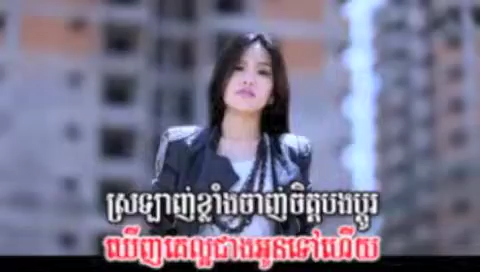 ស្រឡាញ់ខ្លាំងចាញ់ចិត្តបងប្តូរ
ឃើញគេល្អជាងអូនទៅហើយ